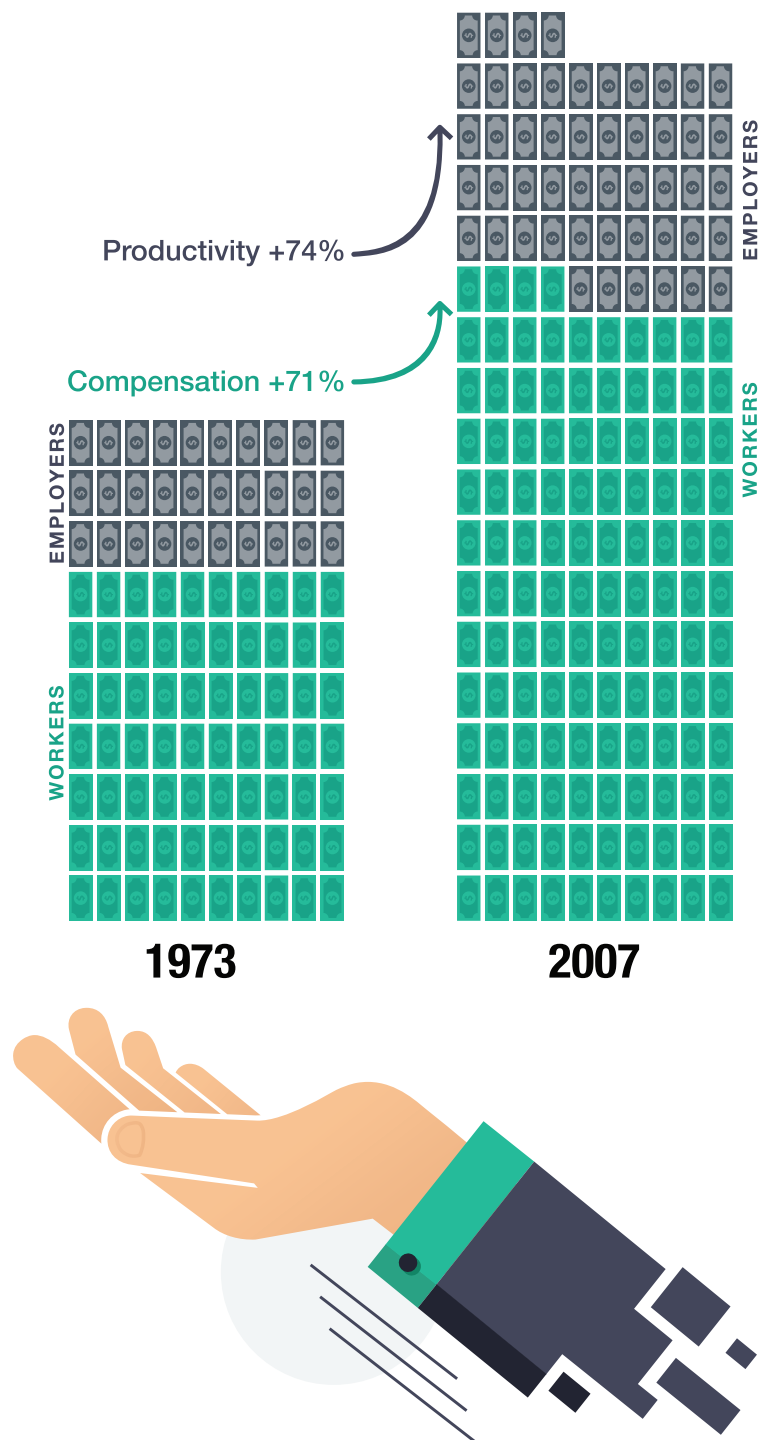 EMPLOYERS
Productivity +74%
Compensation +71%
EMPLOYERS
WORKERS
WORKERS
1973
2007